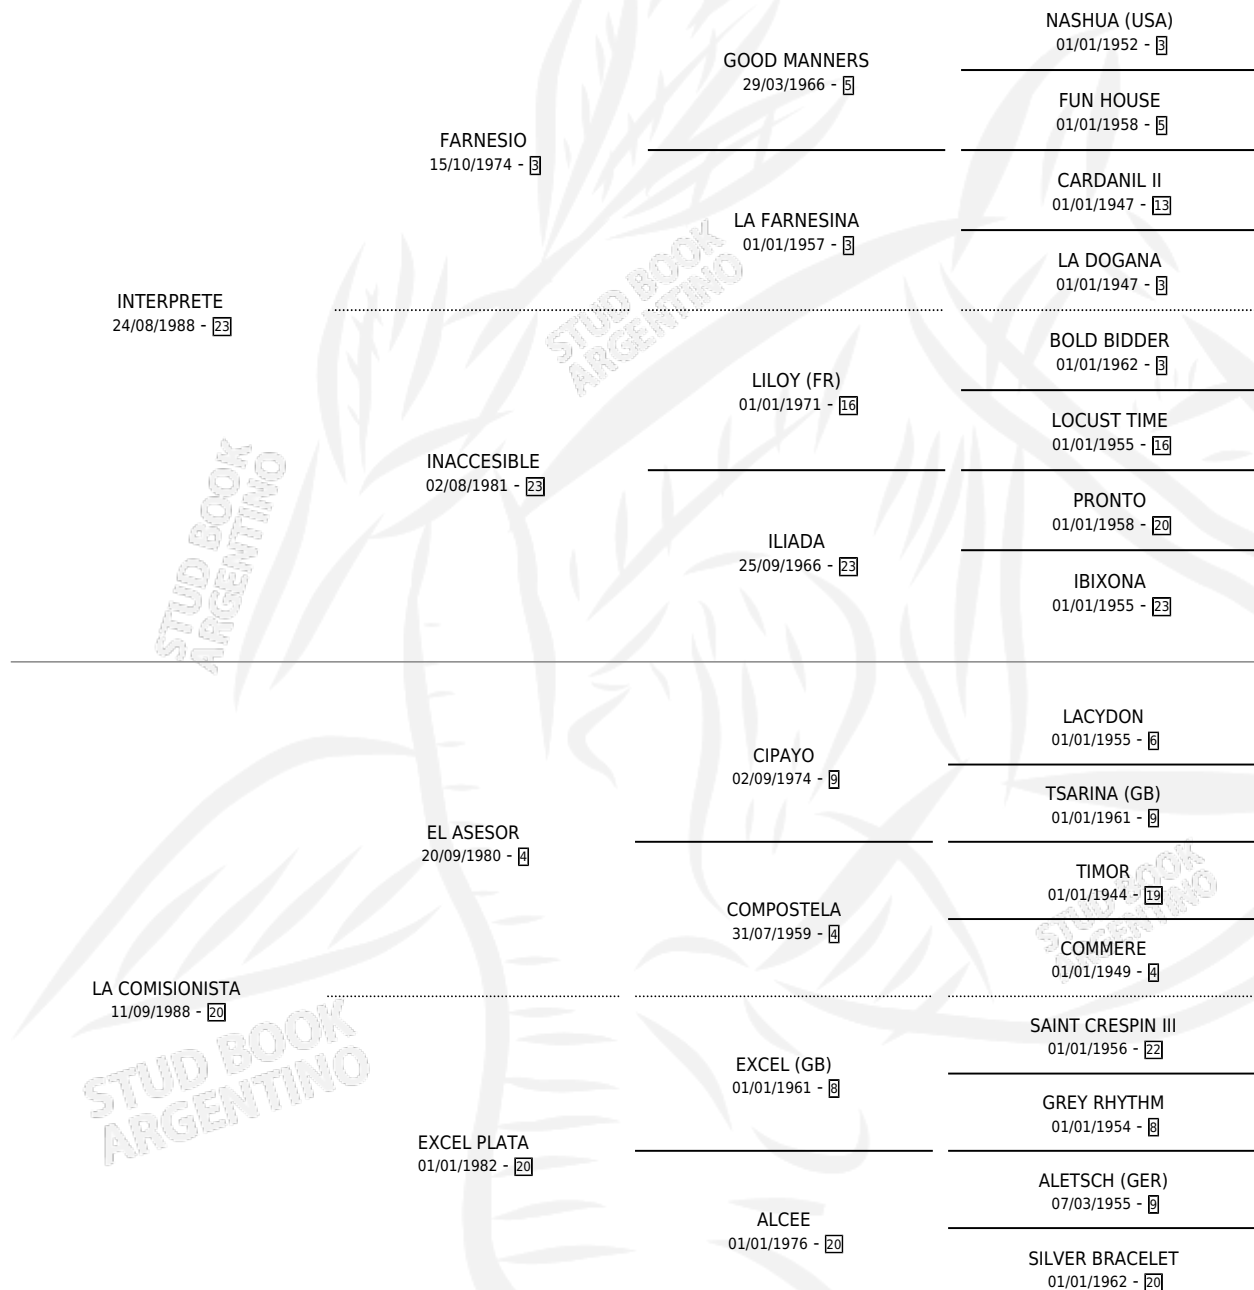 INTERPRETE
24/08/1988 - 23
FARNESIO
15/10/1974 - 3
GOOD MANNERS
29/03/1966 - 5
NASHUA (USA)
01/01/1952 - 3
FUN HOUSE
01/01/1958 - 5
LA FARNESINA
01/01/1957 - 3
CARDANIL II
01/01/1947 - 13
LA DOGANA
01/01/1947 - 3
INACCESIBLE
02/08/1981 - 23
LILOY (FR)
01/01/1971 - 16
BOLD BIDDER
01/01/1962 - 3
LOCUST TIME
01/01/1955 - 16
ILIADA
25/09/1966 - 23
PRONTO
01/01/1958 - 20
IBIXONA
01/01/1955 - 23
LA COMISIONISTA
11/09/1988 - 20
EL ASESOR
20/09/1980 - 4
CIPAYO
02/09/1974 - 9
LACYDON
01/01/1955 - 6
TSARINA (GB)
01/01/1961 - 9
COMPOSTELA
31/07/1959 - 4
TIMOR
01/01/1944 - 19
COMMERE
01/01/1949 - 4
EXCEL PLATA
01/01/1982 - 20
EXCEL (GB)
01/01/1961 - 8
SAINT CRESPIN III
01/01/1956 - 22
GREY RHYTHM
01/01/1954 - 8
ALCEE
01/01/1976 - 20
ALETSCH (GER)
07/03/1955 - 9
SILVER BRACELET
01/01/1962 - 20
STUD BOOK
ARGENTINO
STUD BOOK
ARGENTINO
STUD BOOK
ARGENTINO
STUD BOOK
ARGENTINO